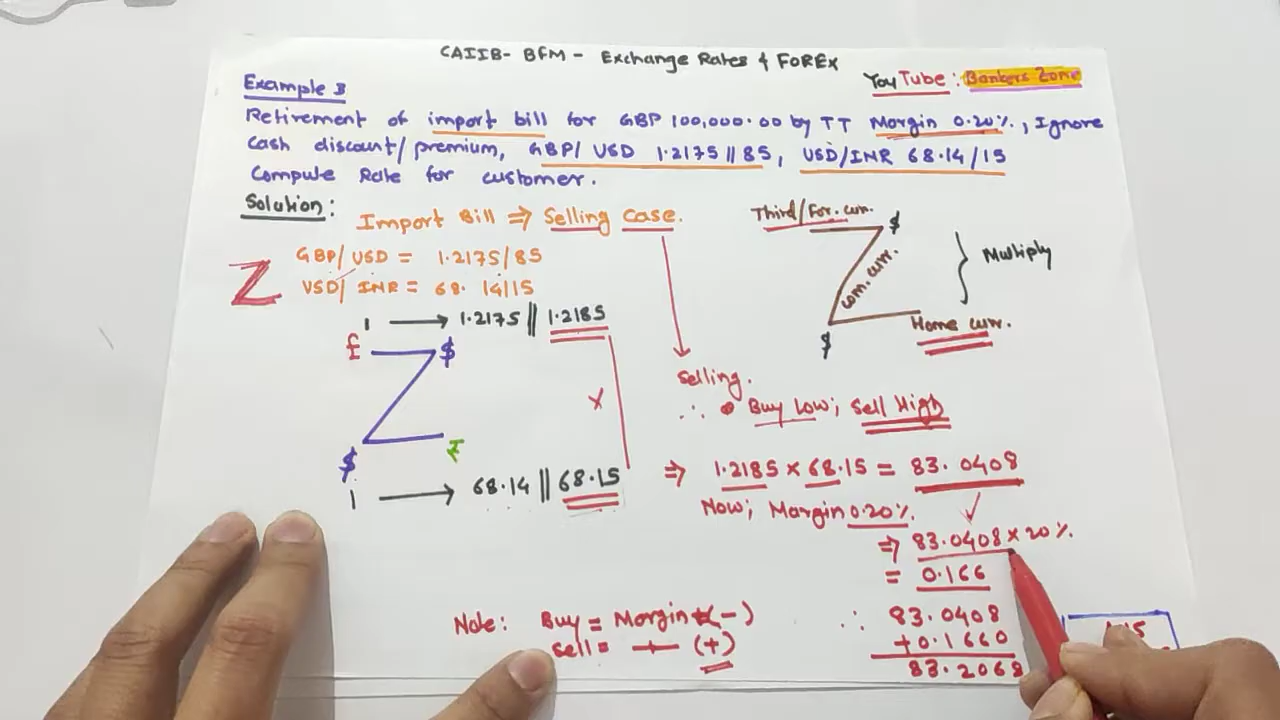 CAIIB- BFM - Exchange Rates & FOREX
YouTube: Bankers Zone
Example 3
Retirement of import bill for GBP 100,000.00 by TT Margin 0.20%, Ignore
Cash discount/premium, GBP/USD 1.2175||85, USD/INR 68.14/15
Compute Rate for customer.
Solution:
Import Bill ⇒ Selling Case.
GBP/USD = 1.2175/85
USD/INR = 68.14/15
Z
1 → 1.2175 || 1.2185
£ $
$ ₹
1 → 68.14 || 68.15
X
Third/For. curr. $
com. curr.
} Multiply
$ Home curr.
Selling.
∴ Buy Low; Sell High
⇒ 1.2185 × 68.15 = 83.0408
Now; Margin 0.20%.
⇒ 83.0408 × 20%.
= 0.166
∴ 83.0408
+0.1660
83.2068
Note: Buy = Margin (-)
Sell = (+)